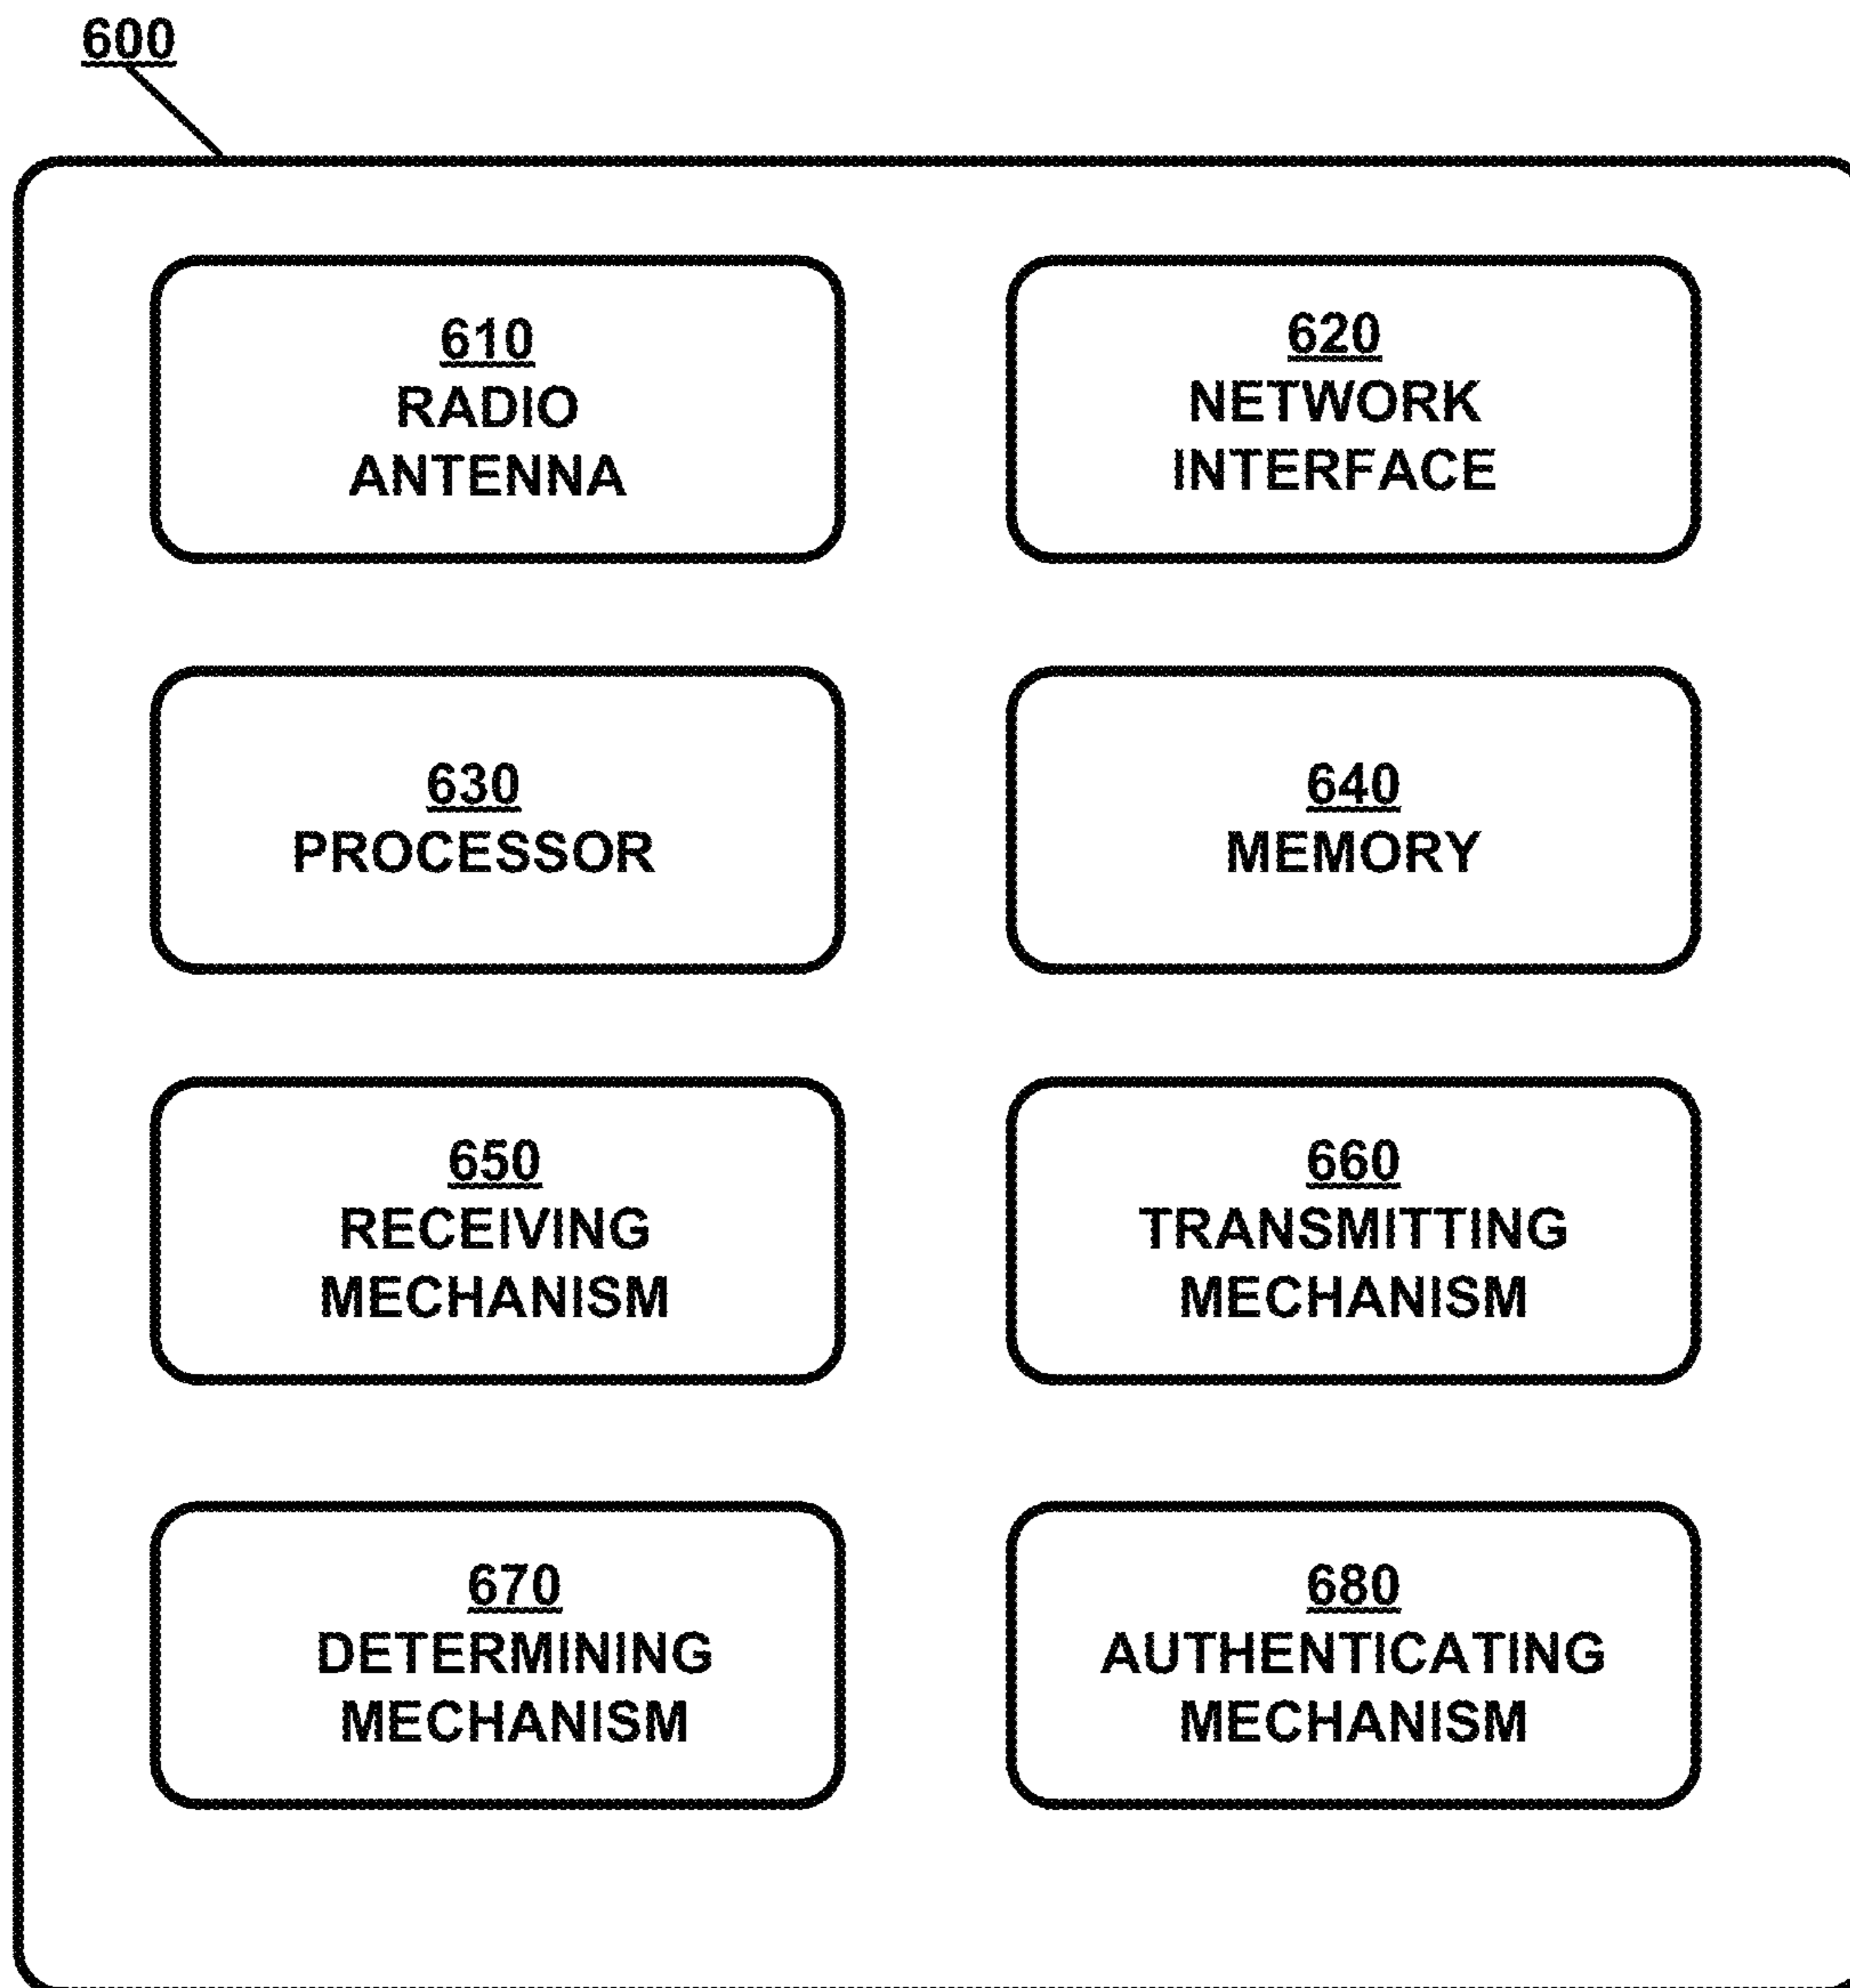 600
610
RADIO
ANTENNA
620
NETWORK
INTERFACE
630
PROCESSOR
640
MEMORY
650
RECEIVING
MECHANISM
660
TRANSMITTING
MECHANISM
670
DETERMINING
MECHANISM
680
AUTHENTICATING
MECHANISM